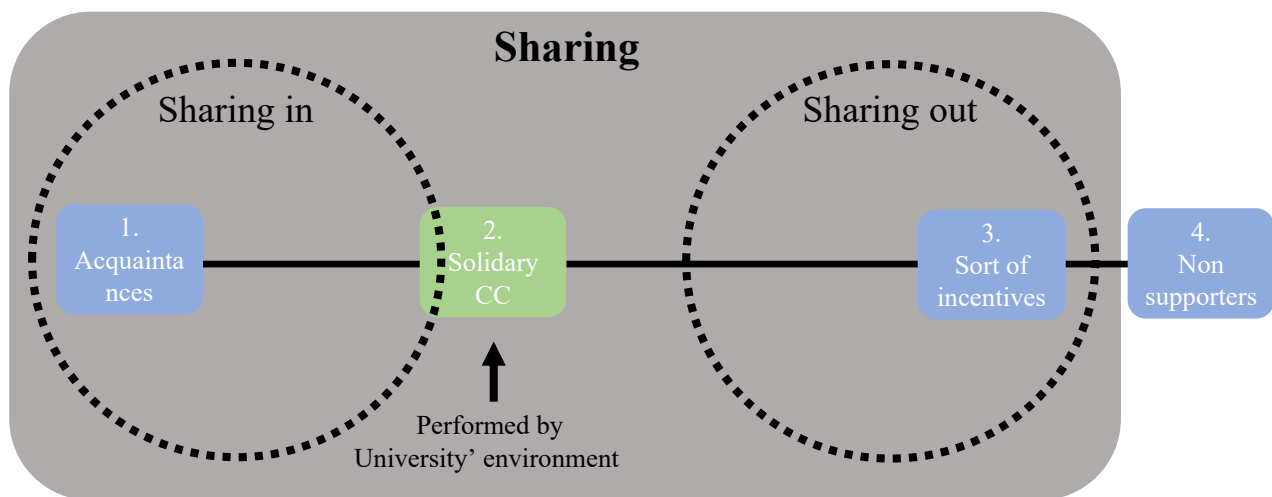 Sharing
Sharing in
Sharing out
1.
Acquainta
nces
2.
Solidary
CC
3.
Sort of
incentives
4.
Non
supporters
Performed by
University’ environment